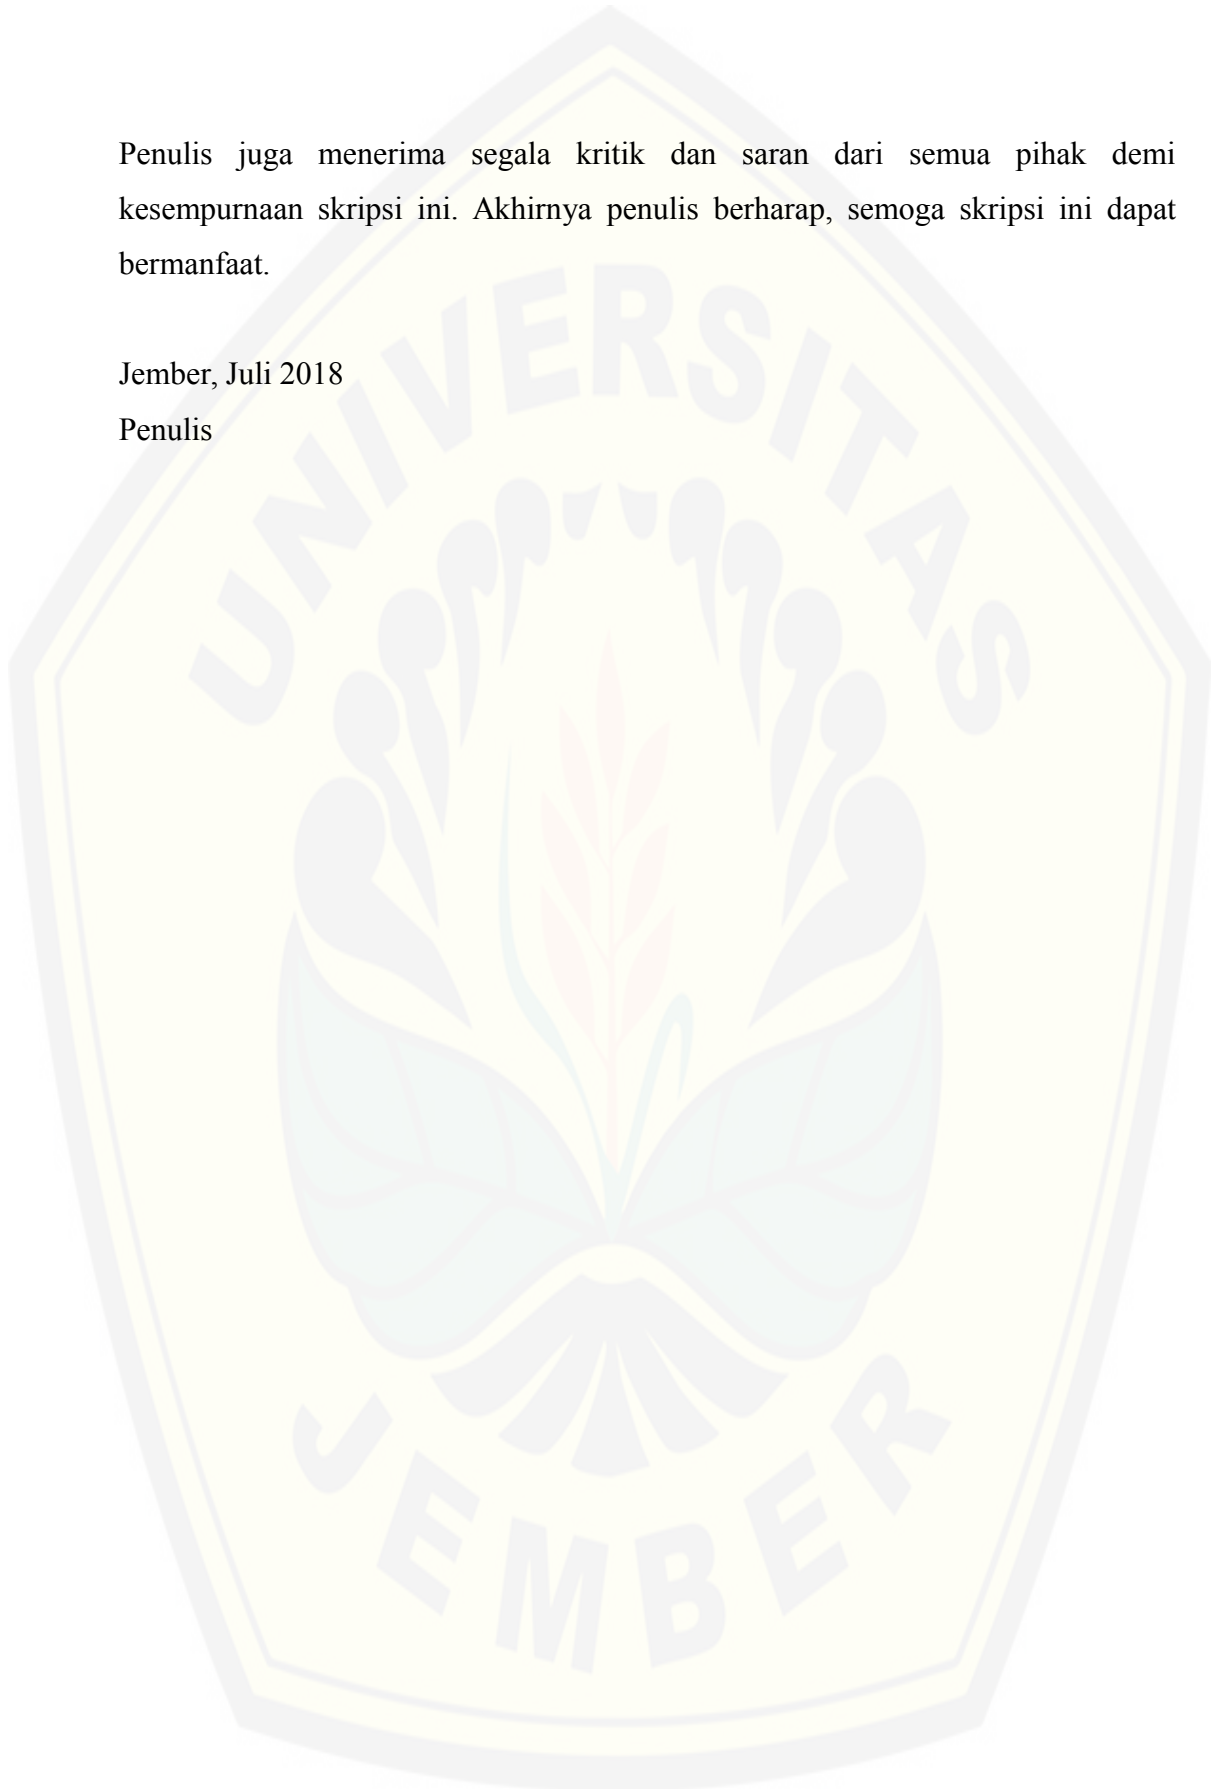 Penulis juga menerima segala kritik dan saran dari semua pihak demi
kesempurnaan skripsi ini. Akhirnya penulis berharap, semoga skripsi ini dapat
bermanfaat.
Jember, Juli 2018
Penulis
UNIVERSITAS
JEMBER